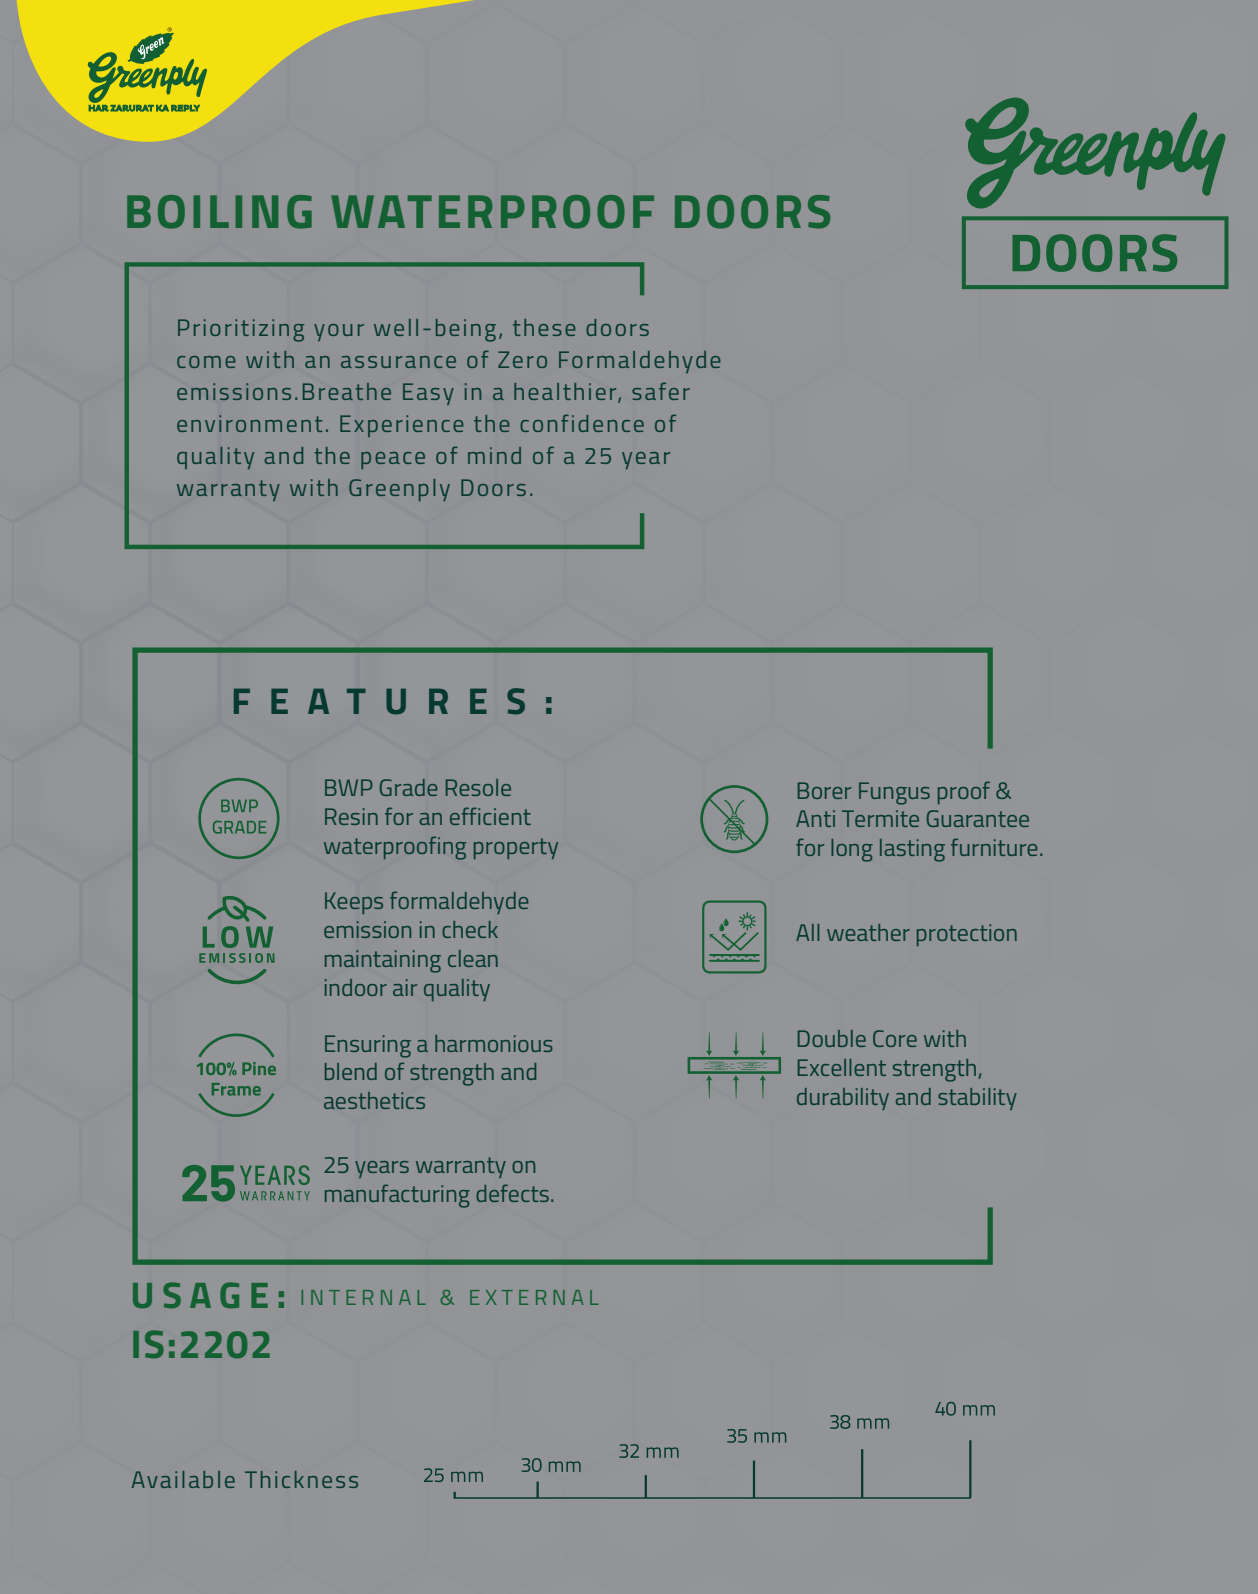 Green
Greenply
HAR ZARURAT KA REPLY
Greenply
DOORS
BOILING WATERPROOF DOORS
Prioritizing your well-being, these doors
come with an assurance of Zero Formaldehyde
emissions.Breathe Easy in a healthier, safer
environment. Experience the confidence of
quality and the peace of mind of a 25 year
warranty with Greenply Doors.
FEATURES:
BWP
GRADE
BWP Grade Resole
Resin for an efficient
waterproofing property
LOW
EMISSION
Keeps formaldehyde
emission in check
maintaining clean
indoor air quality
100% Pine
Frame
Ensuring a harmonious
blend of strength and
aesthetics
25 YEARS
WARRANTY
25 years warranty on
manufacturing defects.
Borer Fungus proof &
Anti Termite Guarantee
for long lasting furniture.
All weather protection
Double Core with
Excellent strength,
durability and stability
USAGE: INTERNAL & EXTERNAL
IS:2202
Available Thickness
25 mm
30 mm
32 mm
35 mm
38 mm
40 mm